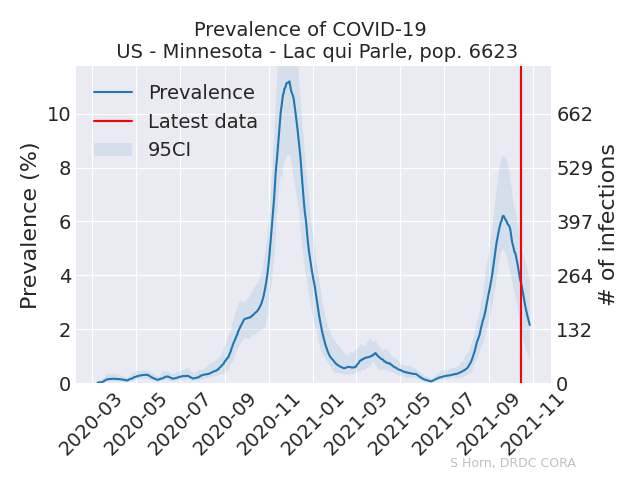 Prevalence of COVID-19
US - Minnesota - Lac qui Parle, pop. 6623
Prevalence
Latest data
95CI
Prevalence (%)
10
8
6
4
2
0
# of infections
662
529
397
264
132
0
2020-03
2020-05
2020-07
2020-09
2020-11
2021-01
2021-03
2021-05
2021-07
2021-09
2021-11
S Horn, DRDC CORA